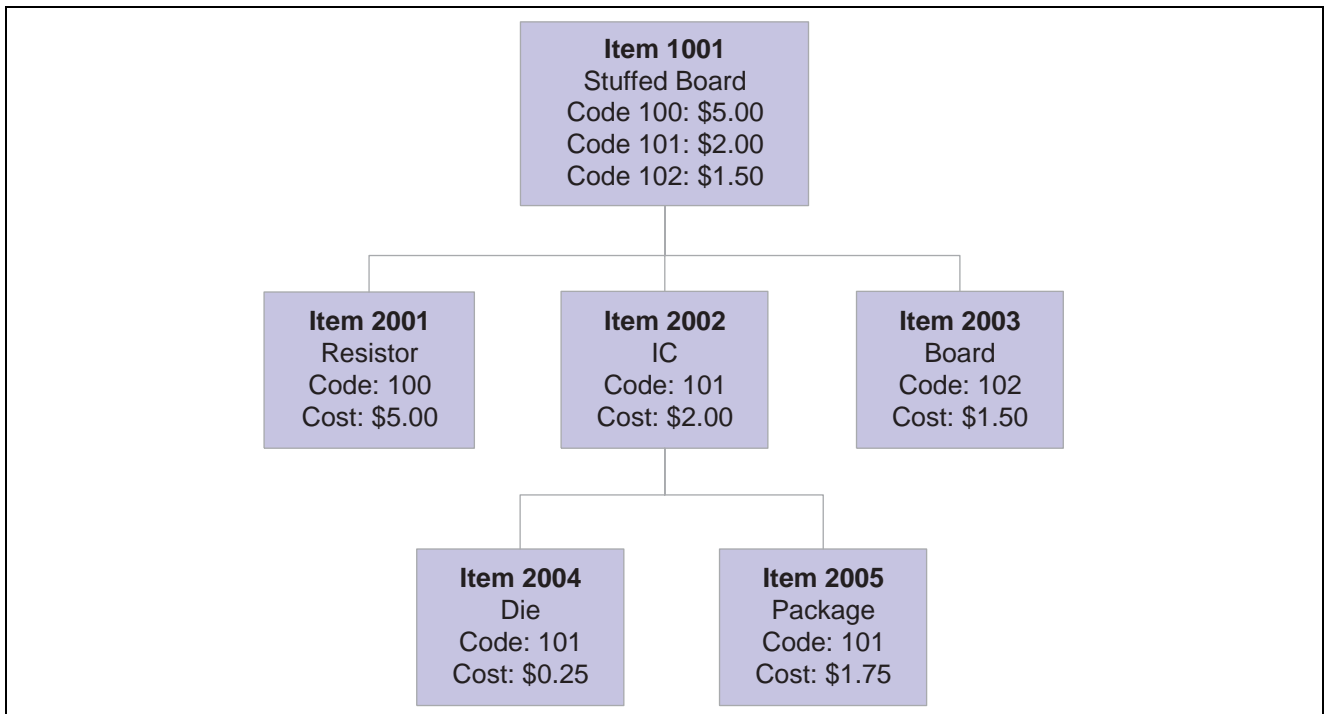 Item 1001
Stuffed Board
Code 100: $5.00
Code 101: $2.00
Code 102: $1.50
Item 2001
Resistor
Code: 100
Cost: $5.00
Item 2002
IC
Code: 101
Cost: $2.00
Item 2003
Board
Code: 102
Cost: $1.50
Item 2004
Die
Code: 101
Cost: $0.25
Item 2005
Package
Code: 101
Cost: $1.75